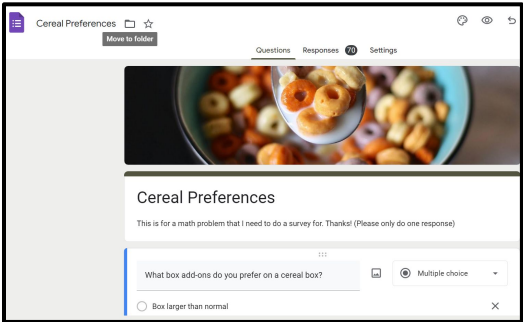 Cereal Preferences
Move to folder
Questions Responses 70 Settings
Cereal Preferences
This is for a math problem that I need to do a survey for. Thanks! (Please only do one response)
What box add-ons do you prefer on a cereal box?
Multiple choice
Box larger than normal